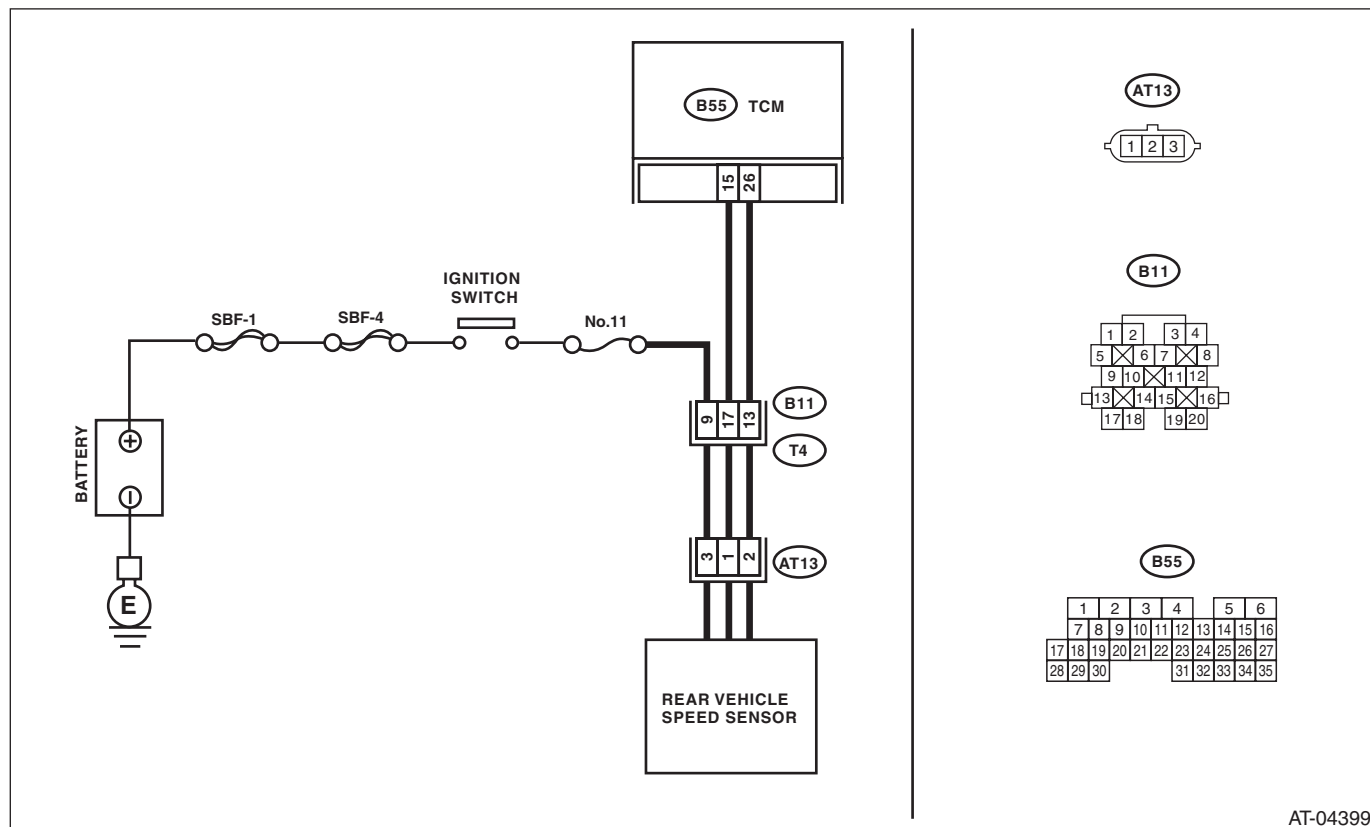 B55 TCM
15 26
IGNITION
SWITCH
SBF-1
SBF-4
No.11
9 17 13
B11
T4
BATTERY
E
3 1 2
AT13
REAR VEHICLE
SPEED SENSOR
AT13
1 2 3
B11
1 2 3 4
5 6 7 8
9 10 11 12
13 14 15 16
17 18 19 20
B55
1 2 3 4 5 6
7 8 9 10 11 12 13 14 15 16
17 18 19 20 21 22 23 24 25 26 27
28 29 30 31 32 33 34 35
AT-04399